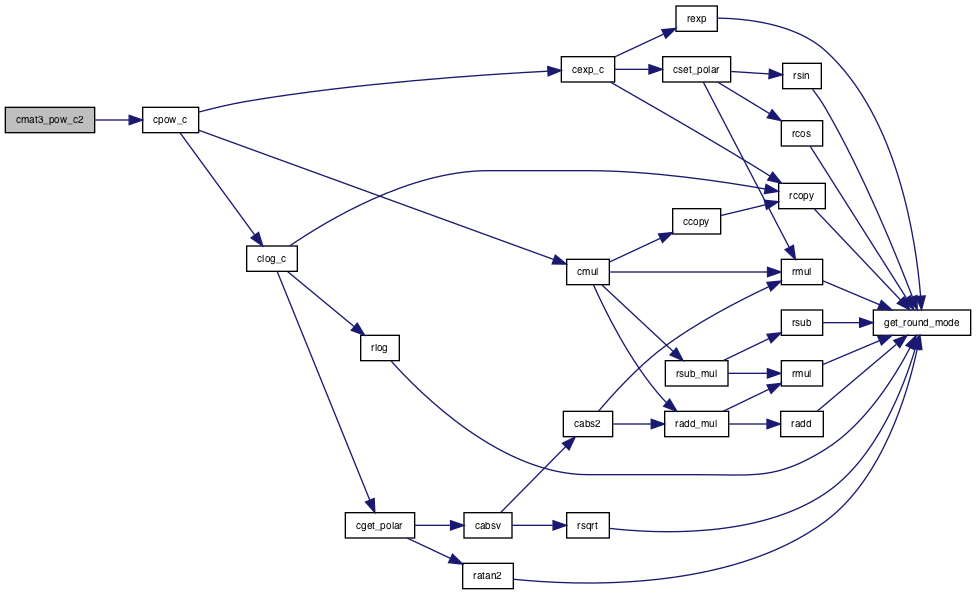 rexp
cexp_c
cset_polar
rsin
cmat3_pow_c2
cpow_c
rcos
rcopy
ccopy
clog_c
cmul
rmul
rsub
get_round_mode
rlog
rsub_mul
rmul
cabs2
radd_mul
radd
cget_polar
cabsv
rsqrt
ratan2